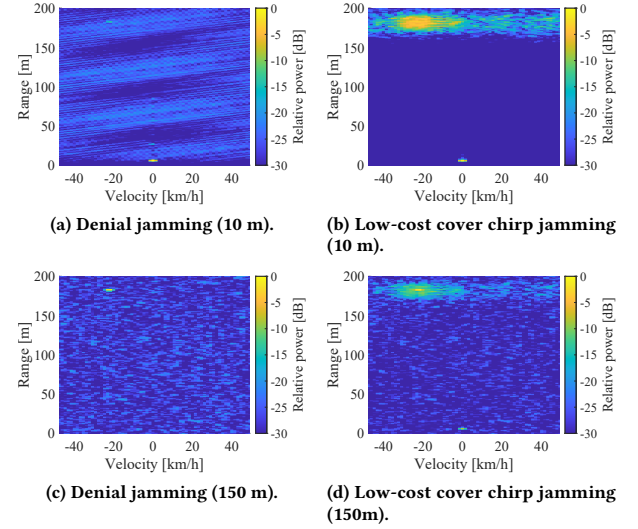 200
150
100
50
0
Range [m]
-40 -20 0 20 40
Velocity [km/h]
0
-5
-10
-15
-20
-25
-30
Relative power [dB]
(a) Denial jamming (10 m).
200
150
100
50
0
Range [m]
-40 -20 0 20 40
Velocity [km/h]
0
-5
-10
-15
-20
-25
-30
Relative power [dB]
(b) Low-cost cover chirp jamming
(10 m).
200
150
100
50
0
Range [m]
-40 -20 0 20 40
Velocity [km/h]
0
-5
-10
-15
-20
-25
-30
Relative power [dB]
(c) Denial jamming (150 m).
200
150
100
50
0
Range [m]
-40 -20 0 20 40
Velocity [km/h]
0
-5
-10
-15
-20
-25
-30
Relative power [dB]
(d) Low-cost cover chirp jamming
(150m).